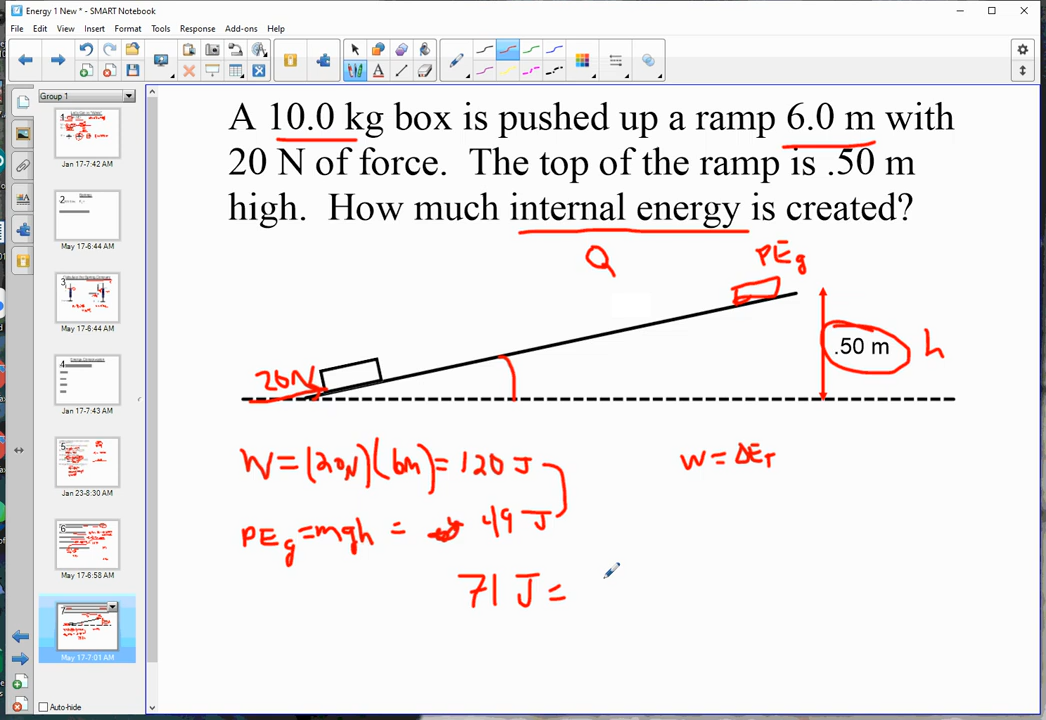 Energy 1 New * - SMART Notebook
File Edit View Insert Format Tools Response Add-ons Help
Group 1
Jan 17-7:42 AM
May 17-6:44 AM
May 17-6:44 AM
Jan 17-7:43 AM
Jan 23-8:30 AM
May 17-6:58 AM
May 17-7:01 AM
Auto-hide
A 10.0 kg box is pushed up a ramp 6.0 m with
20 N of force. The top of the ramp is .50 m
high. How much internal energy is created?
Q
PEg
20N
.50 m
h
W = (20N)(6m) = 120 J
W = ΔET
PEg = mgh = 49 J
71 J =